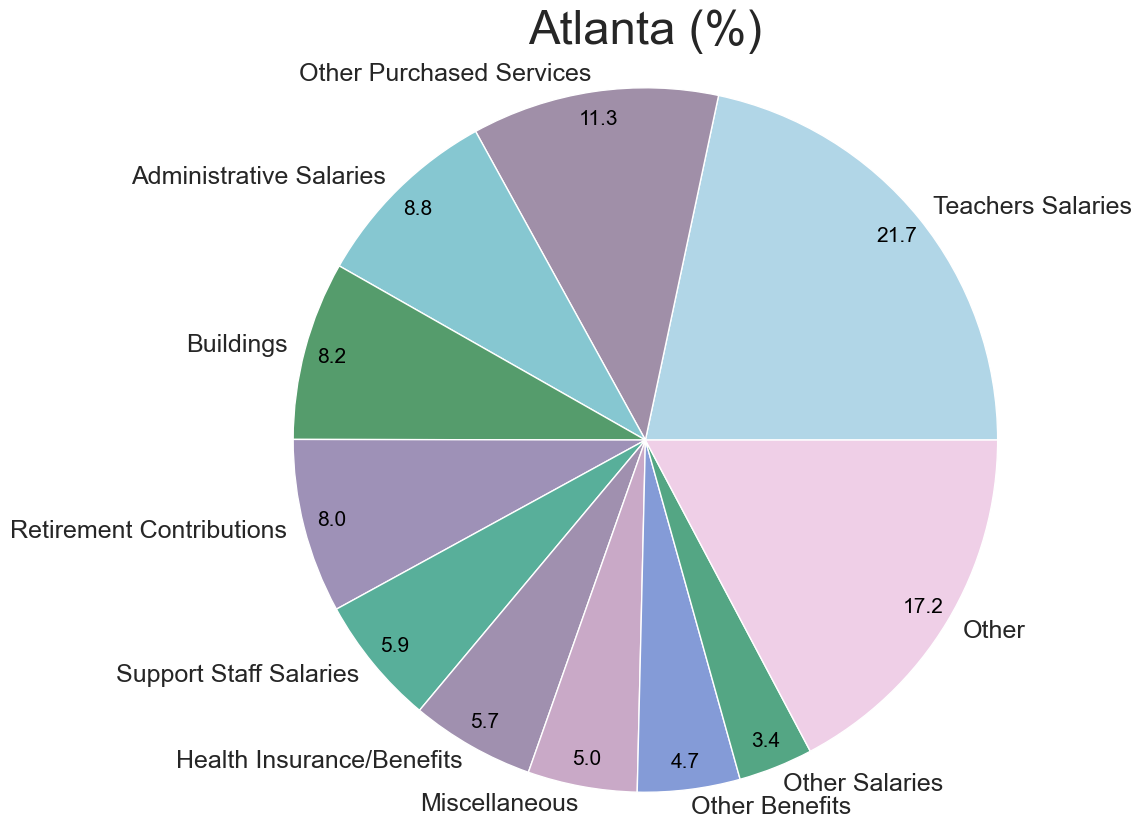 Atlanta (%)
Other Purchased Services
11.3
Administrative Salaries
8.8
Teachers Salaries
21.7
Buildings
8.2
Retirement Contributions
8.0
Other
17.2
Support Staff Salaries
5.9
Health Insurance/Benefits
5.7
Miscellaneous
5.0
Other Benefits
4.7
Other Salaries
3.4